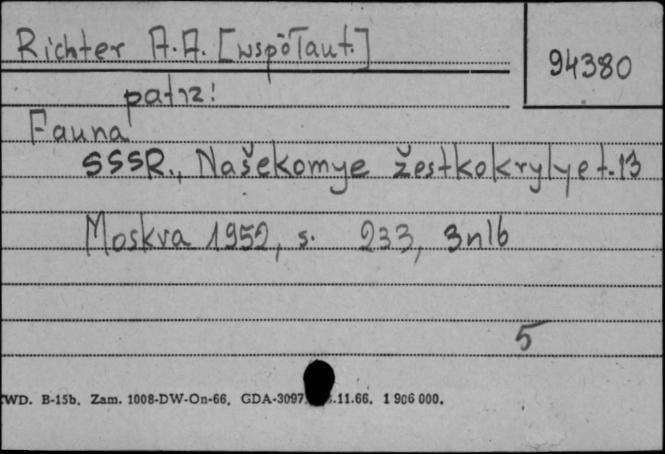 Richter A.A. [wspöłaut.]
94380
patrz:
Fauna
SSSR., Našekomye žestkokrylye t.13
Moskva 1952, s. 233, 3nlb
5
WD. B-15b. Zam. 1008-DW-On-66. GDA-3097 .11.66. 1 906 000.